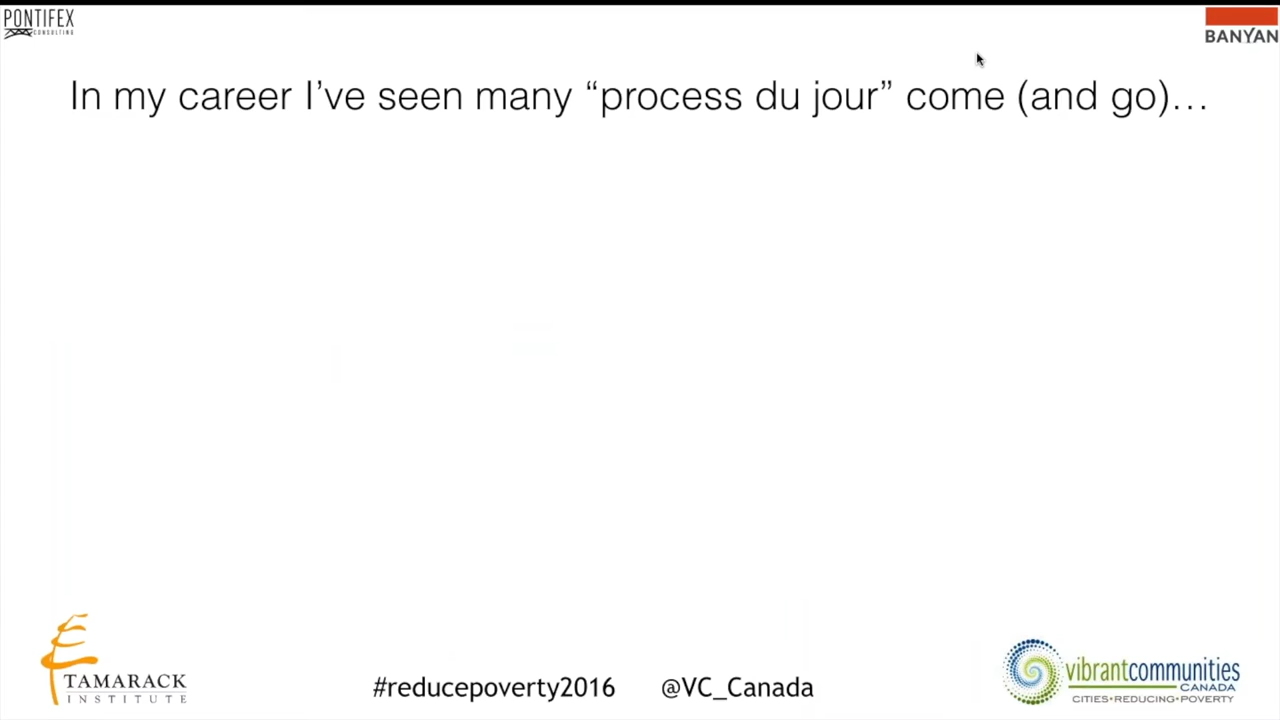 PONTIFEX
CONSULTING
BANYAN
In my career I’ve seen many “process du jour” come (and go)…
TAMARACK
INSTITUTE
#reducepoverty2016 @VC_Canada
vibrantcommunities
CANADA
CITIES•REDUCING•POVERTY